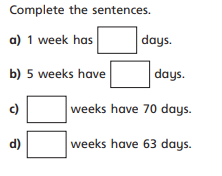 Complete the sentences.
a) 1 week has days.
b) 5 weeks have days.
c) weeks have 70 days.
d) weeks have 63 days.